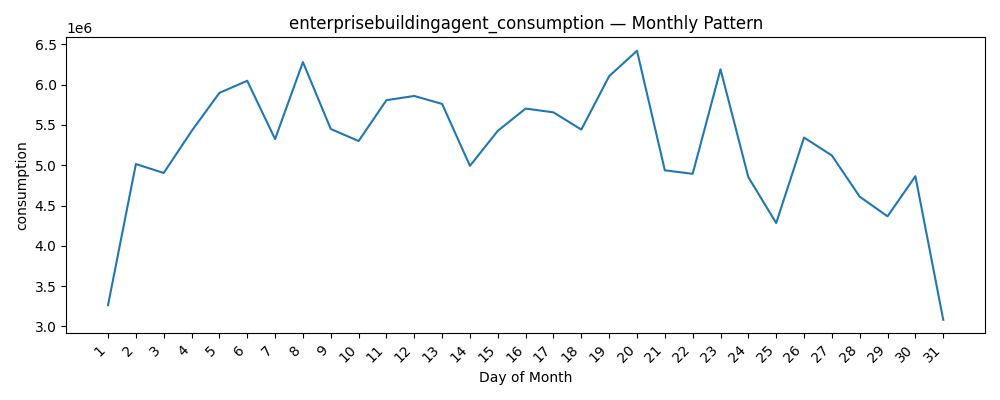 enterprisebuildingagent_consumption — Monthly Pattern
1e6
6.5
6.0
5.5
5.0
4.5
4.0
3.5
3.0
consumption
1 2 3 4 5 6 7 8 9 10 11 12 13 14 15 16 17 18 19 20 21 22 23 24 25 26 27 28 29 30 31
Day of Month